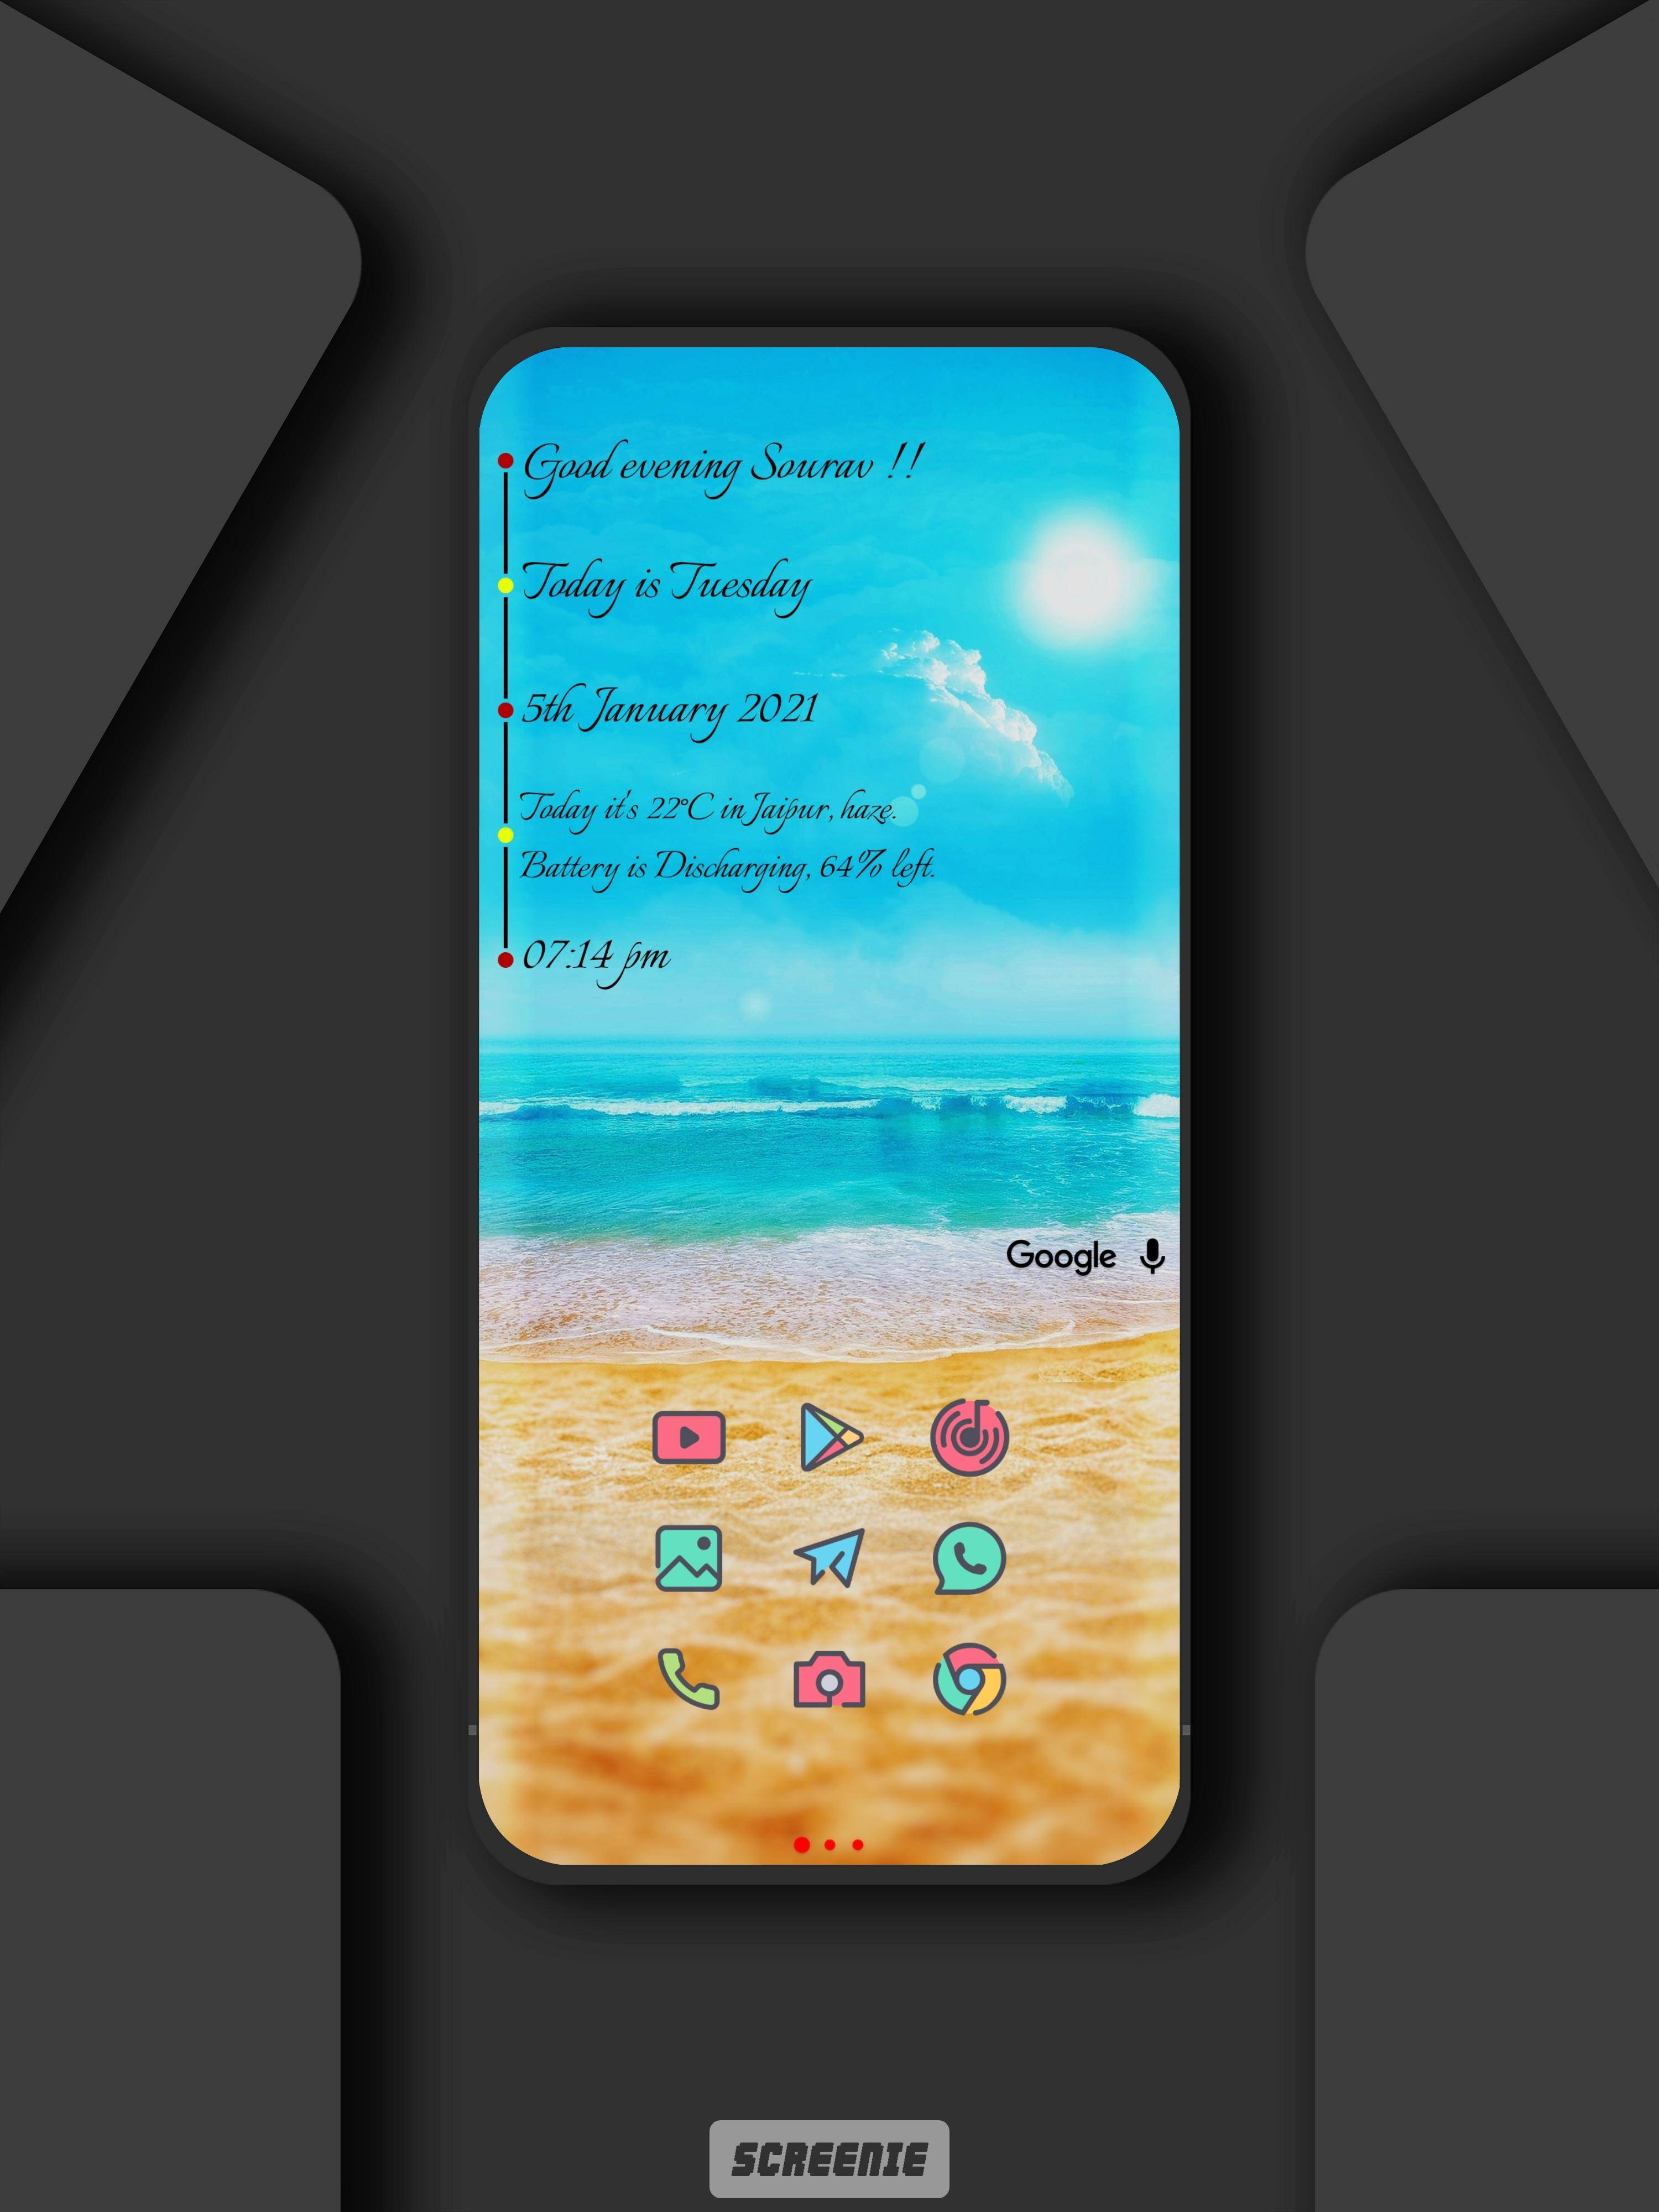 Good evening Sourav !!
Today is Tuesday
5th January 2021
Today it's 22°C in Jaipur, haze.
Battery is Discharging, 64% left.
07:14 pm
Google
SCREENIE